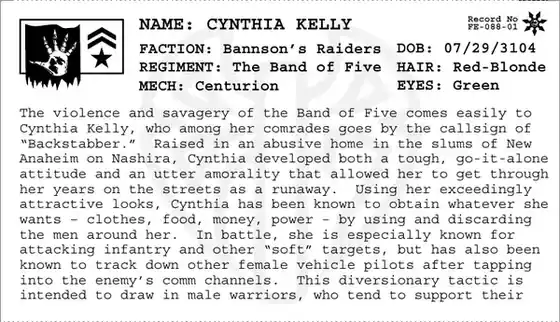 NAME: CYNTHIA KELLY
Record No
FE-088-01
FACTION: Bannson's Raiders DOB: 07/29/3104
REGIMENT: The Band of Five HAIR: Red-Blonde
MECH: Centurion EYES: Green
The violence and savagery of the Band of Five comes easily to
Cynthia Kelly, who among her comrades goes by the callsign of
“Backstabber.” Raised in an abusive home in the slums of New
Anaheim on Nashira, Cynthia developed both a tough, go-it-alone
attitude and an utter amorality that allowed her to get through
her years on the streets as a runaway. Using her exceedingly
attractive looks, Cynthia has been known to obtain whatever she
wants – clothes, food, money, power – by using and discarding
the men around her. In battle, she is especially known for
attacking infantry and other “soft” targets, but has also been
known to track down other female vehicle pilots after tapping
into the enemy's comm channels. This diversionary tactic is
intended to draw in male warriors, who tend to support their